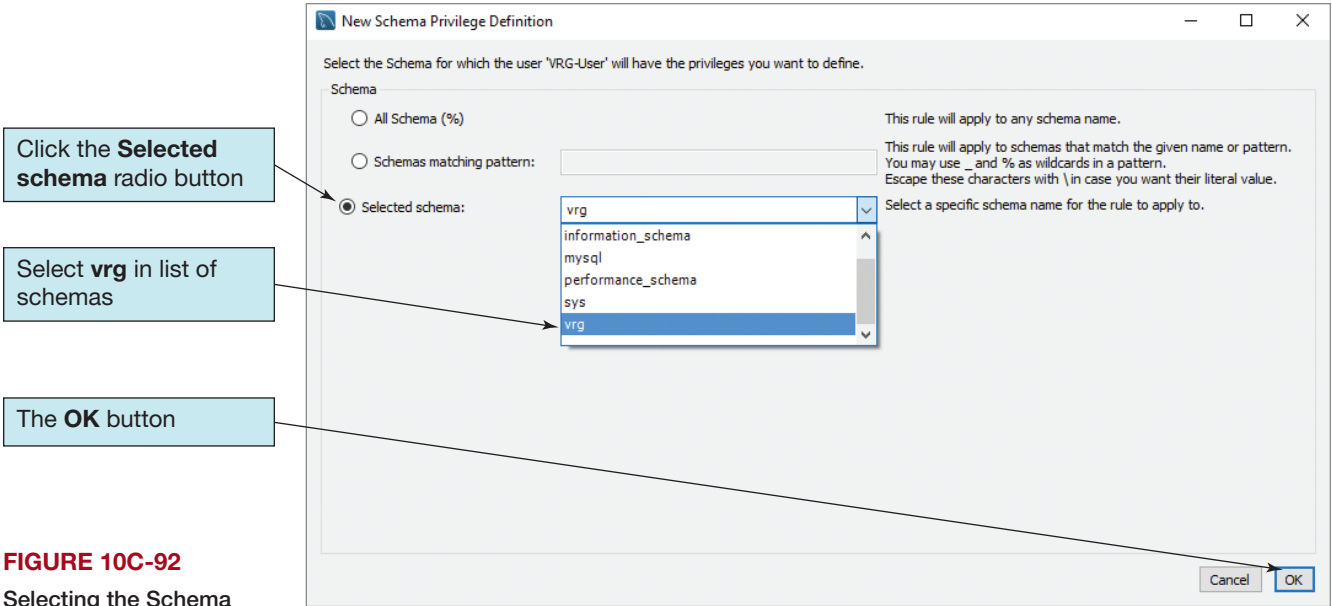 New Schema Privilege Definition
Select the Schema for which the user 'VRG-User' will have the privileges you want to define.
Schema
All Schema (%)
This rule will apply to any schema name.
Schemas matching pattern:
This rule will apply to schemas that match the given name or pattern.
You may use _ and % as wildcards in a pattern.
Escape these characters with \ in case you want their literal value.
Selected schema:
vrg
Select a specific schema name for the rule to apply to.
information_schema
mysql
performance_schema
sys
vrg
Cancel
OK
Click the Selected
schema radio button
Select vrg in list of
schemas
The OK button
FIGURE 10C-92
Selecting the Schema